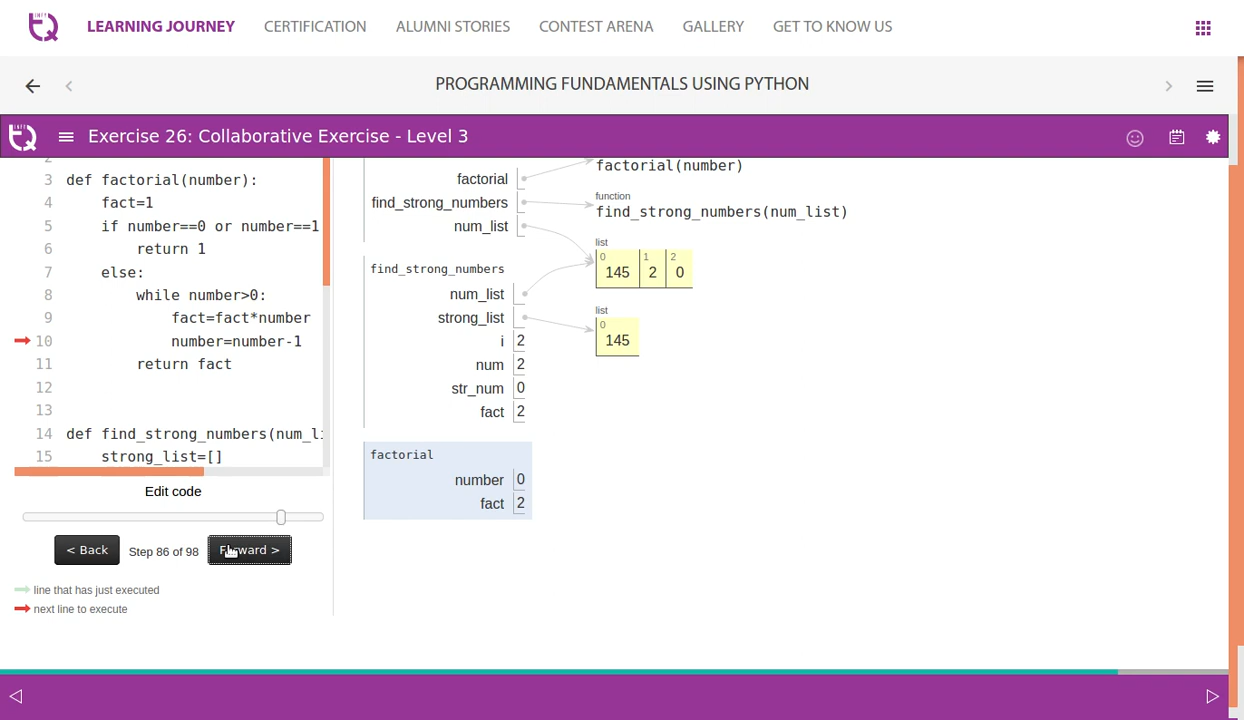 LEARNING JOURNEY CERTIFICATION ALUMNI STORIES CONTEST ARENA GALLERY GET TO KNOW US
PROGRAMMING FUNDAMENTALS USING PYTHON
Exercise 26: Collaborative Exercise - Level 3
2
3 def factorial(number):
4 fact=1
5 if number==0 or number==1
6 return 1
7 else:
8 while number>0:
9 fact=fact*number
10 number=number-1
11 return fact
12
13
14 def find_strong_numbers(num_li
15 strong_list=[]
Edit code
< Back Step 86 of 98 Forward >
line that has just executed
next line to execute
factorial
find_strong_numbers
num_list
factorial(number)
function
find_strong_numbers(num_list)
list
0 1 2
145 2 0
find_strong_numbers
num_list
strong_list
i 2
num 2
str_num 0
fact 2
list
0
145
factorial
number 0
fact 2